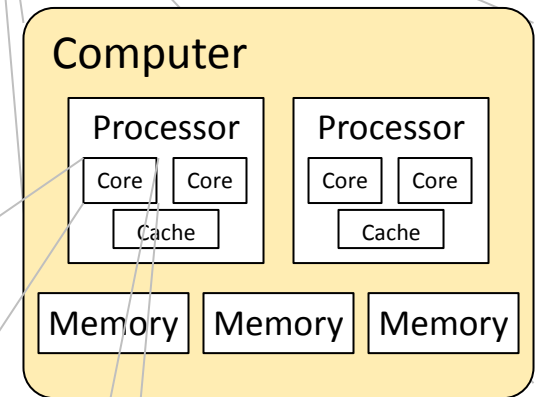 Computer
Processor Processor
Core Core Core Core
Cache Cache
Memory Memory Memory